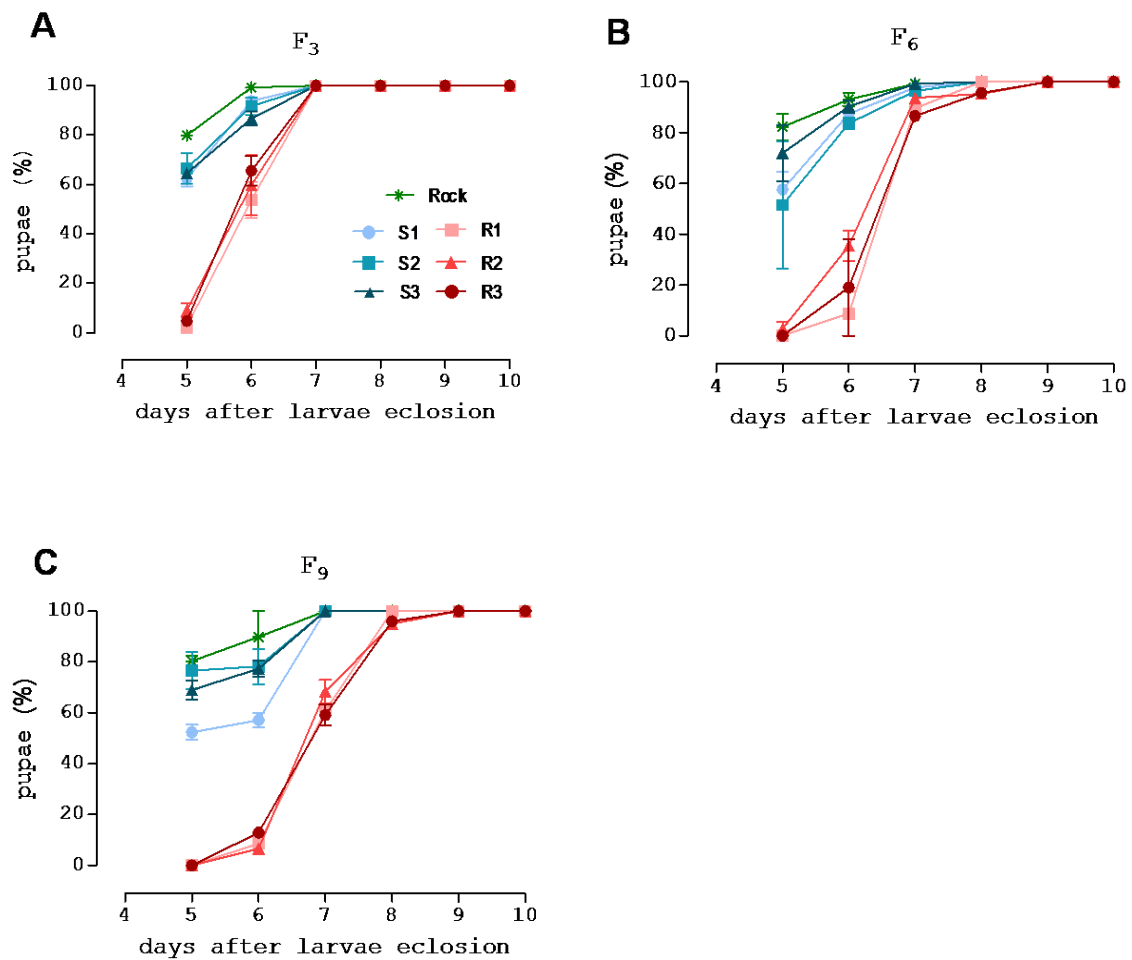 A
F3
pupae (%)
100
80
60
40
20
0
Rock
S1 R1
S2 R2
S3 R3
4 5 6 7 8 9 10
days after larvae eclosion
B
F6
pupae (%)
100
80
60
40
20
0
4 5 6 7 8 9 10
days after larvae eclosion
C
F9
pupae (%)
100
80
60
40
20
0
4 5 6 7 8 9 10
days after larvae eclosion